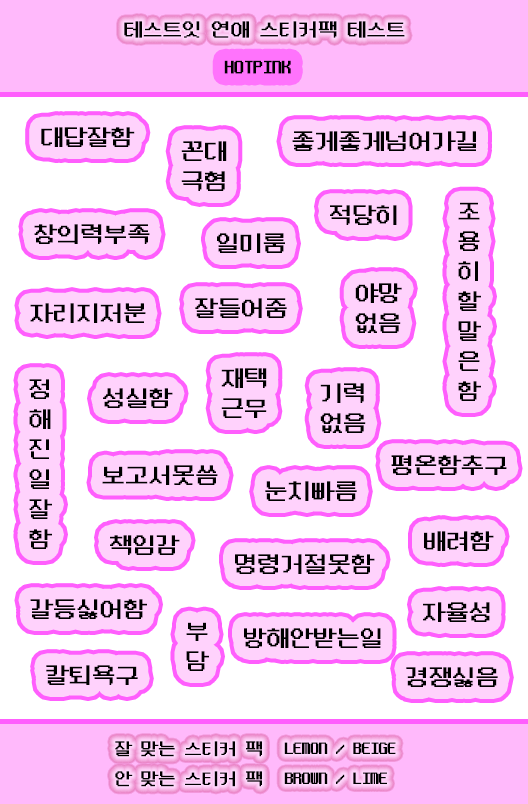 테스트잇 연애 스티커팩 테스트
HOTPINK
대답잘함
꼰대
극혐
좋게좋게넘어가길
적당히
조
용
히
할
말
은
함
창의력부족
일미룸
야망
없음
자리지저분
잘들어줌
정
해
진
일
잘
함
성실함
재택
근무
기력
없음
평온함추구
보고서못씀
눈치빠름
책임감
배려함
명령거절못함
갈등싫어함
자율성
부
담
방해안받는일
칼퇴욕구
경쟁싫음
잘 맞는 스티커 팩 LEMON / BEIGE
안 맞는 스티커 팩 BROWN / LIME